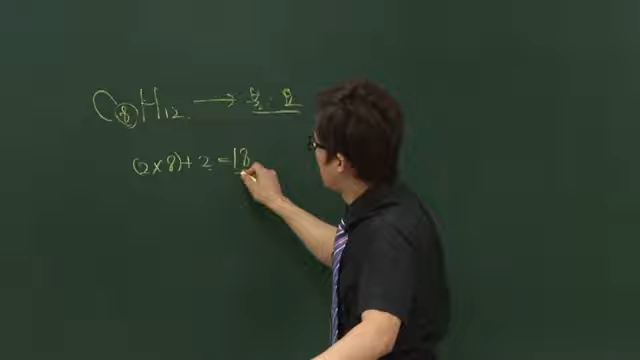 C₈H₁₂ →
(2×8)+2=18